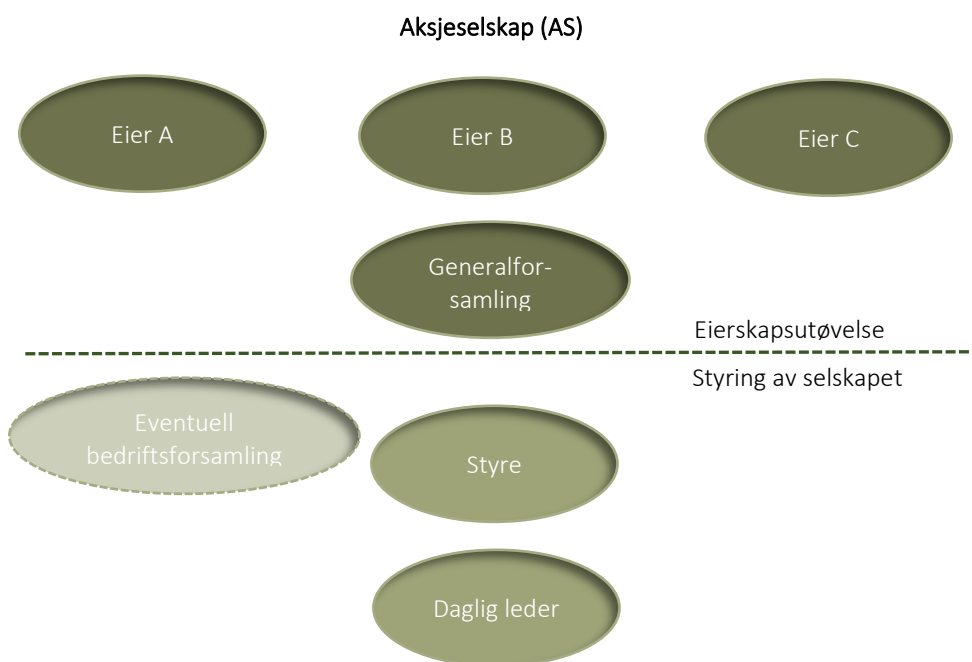 Aksjeselskap (AS)
Eier A
Eier B
Eier C
Generalfor-
samling
Eierskapsutøvelse
Styring av selskapet
Eventuell
bedriftsforsamling
Styre
Daglig leder